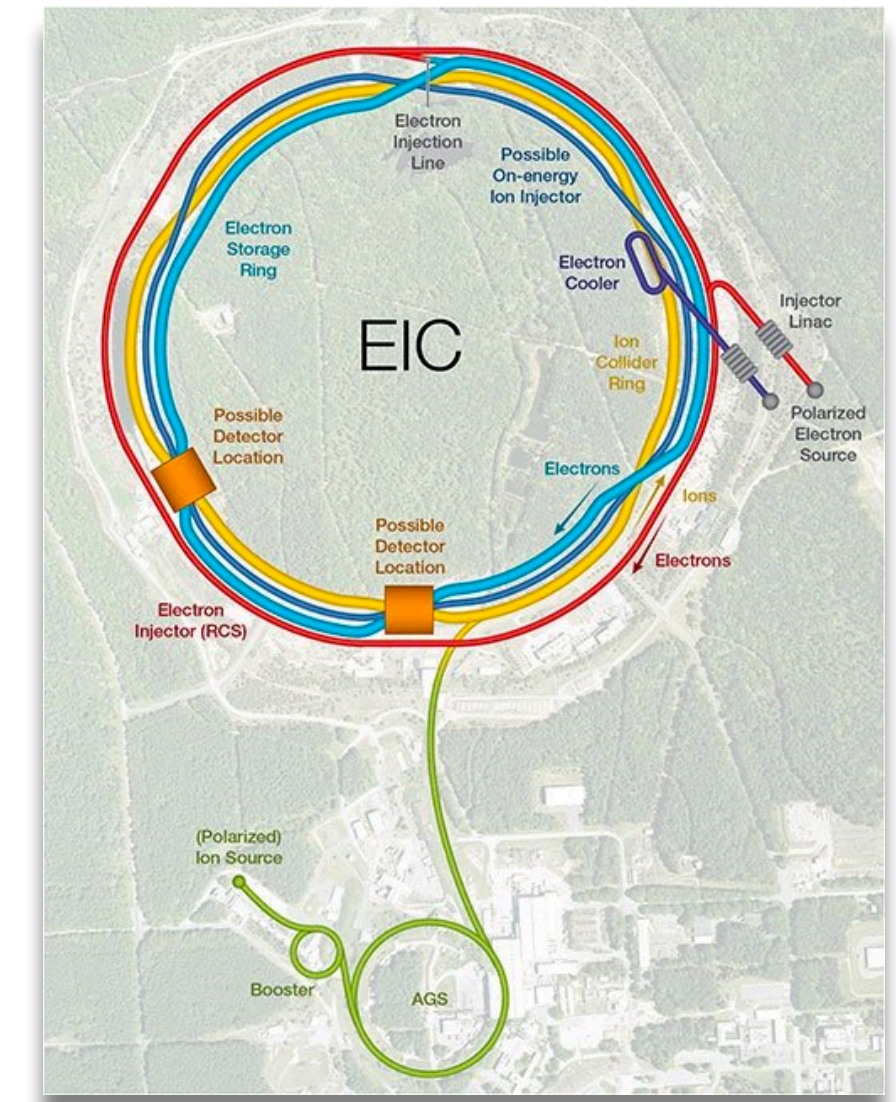 Electron
Injection
Line
Possible
On-energy
Ion Injector
Electron
Storage
Ring
Electron
Cooler
Injector
Linac
EIC
Ion
Collider
Ring
Polarized
Electron
Source
Possible
Detector
Location
Electrons
Ions
Possible
Detector
Location
Electrons
Electron
Injector (RCS)
(Polarized)
Ion Source
Booster
AGS